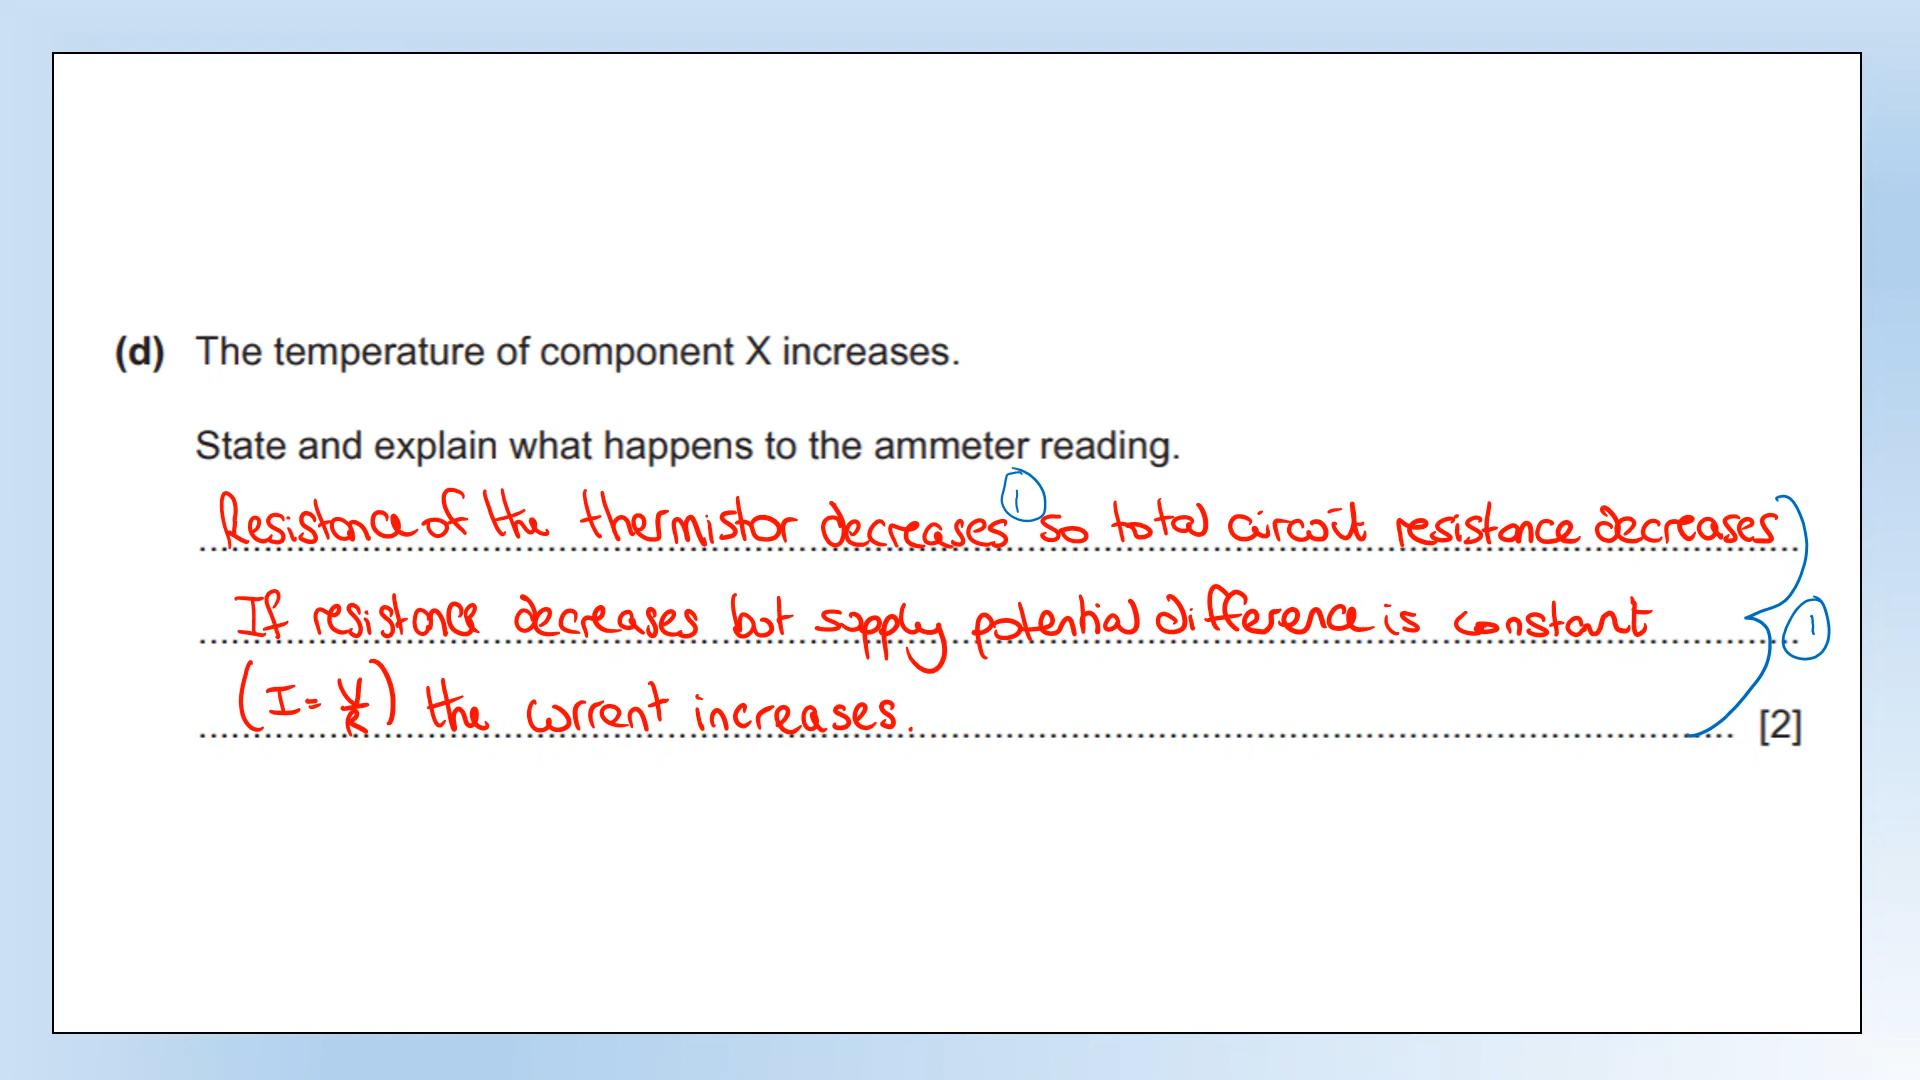 (d) The temperature of component X increases.
State and explain what happens to the ammeter reading.
Resistance of the thermistor decreases ① so total circuit resistance decreases
If resistance decreases but supply potential difference is constant ①
(I = V/R) the current increases. [2]